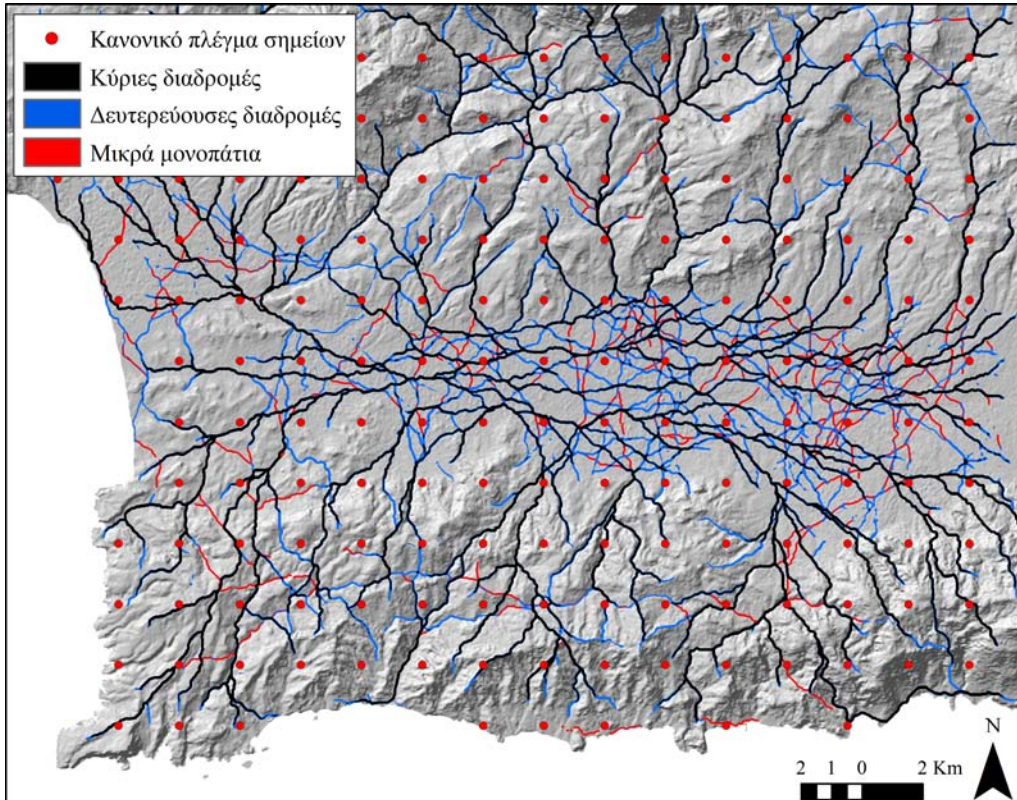 Κανονικό πλέγμα σημείων
Κύριες διαδρομές
Δευτερεύουσες διαδρομές
Μικρά μονοπάτια
N
2 1 0 2 Km